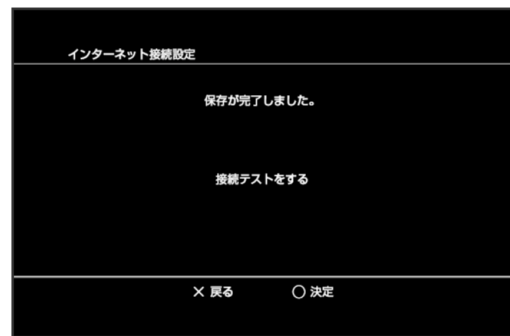 インターネット接続設定
保存が完了しました。
接続テストをする
× 戻る ○ 決定